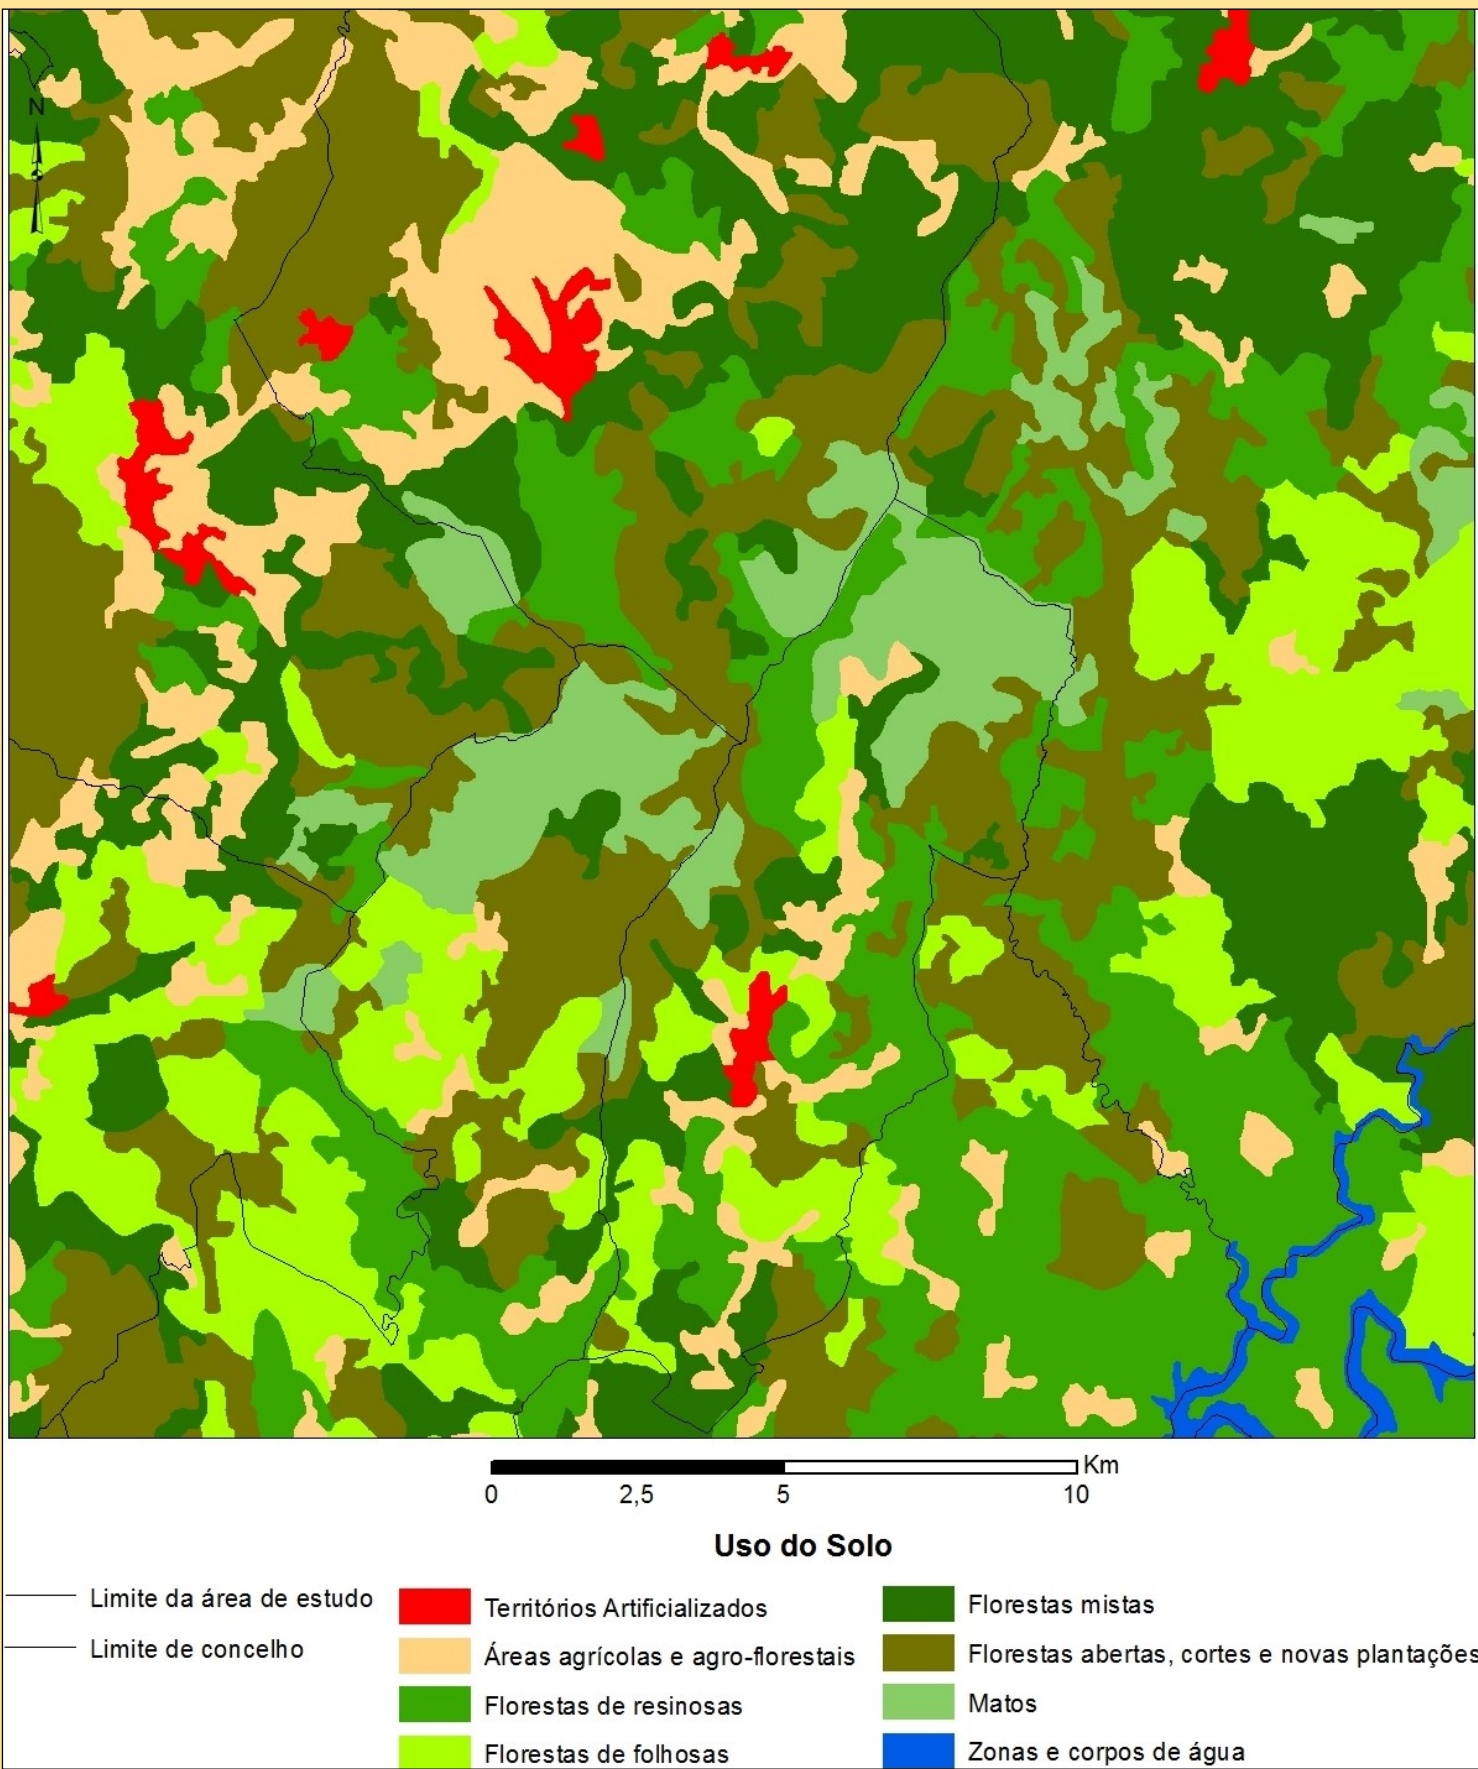 N
Km
0 2,5 5 10
Uso do Solo
Limite da área de estudo
Limite de concelho
Territórios Artificializados
Áreas agrícolas e agro-florestais
Florestas de resinosas
Florestas de folhosas
Florestas mistas
Florestas abertas, cortes e novas plantações
Matos
Zonas e corpos de água